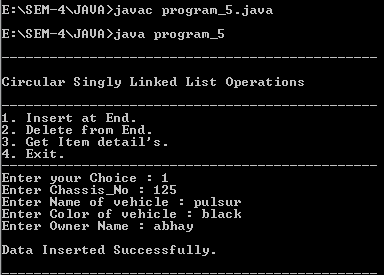 E:\SEM-4\JAVA>javac program_5.java
E:\SEM-4\JAVA>java program_5
------------------------------------------------
Circular Singly Linked List Operations
------------------------------------------------
1. Insert at End.
2. Delete from End.
3. Get Item detail's.
4. Exit.
------------------------------------------------
Enter your Choice : 1
Enter Chassis_No : 125
Enter Name of vehicle : pulsur
Enter Color of vehicle : black
Enter Owner Name : abhay
Data Inserted Successfully.
------------------------------------------------